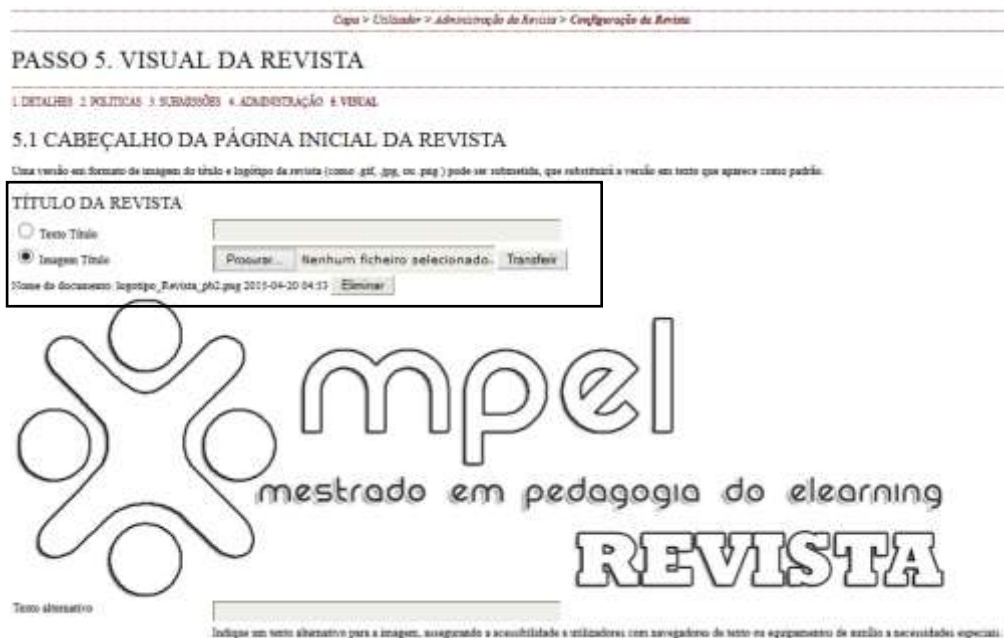 Capa > Utilizador > Administração da Revista > Configuração da Revista
PASSO 5. VISUAL DA REVISTA
1. DETALHES 2. POLÍTICAS 3. SUBMISSÕES 4. ADMINISTRAÇÃO 5. VISUAL
5.1 CABEÇALHO DA PÁGINA INICIAL DA REVISTA
Uma versão em formato de imagem do título e logótipo da revista (como .gif, .jpg, ou .png ) pode ser submetida, que substituirá a versão em texto que aparece como padrão.
TÍTULO DA REVISTA
Texto Título
Imagem Título Procurar... Nenhum ficheiro selecionado. Transferir
Nome do documento: logotipo_Revista_pb2.png 2015-04-20 04:53 Eliminar
mpel
mestrado em pedagogia do elearning
REVISTA
Texto alternativo
Indique um texto alternativo para a imagem, assegurando a acessibilidade a utilizadores com navegadores de texto ou equipamento de auxílio a necessidades especiais.